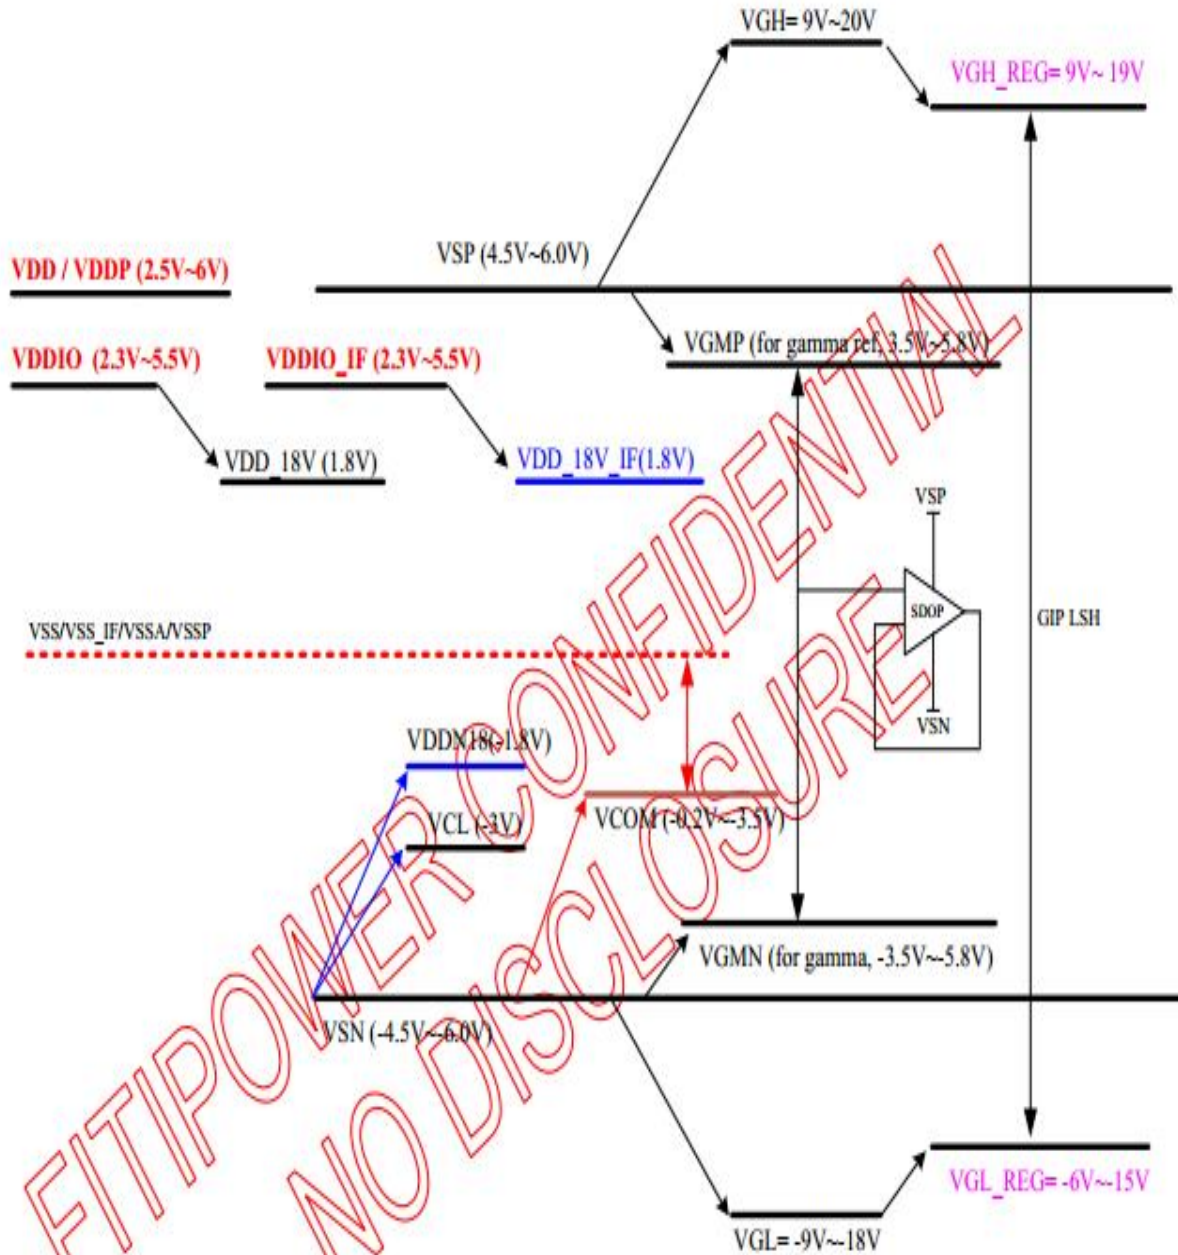 VGH= 9V~20V
VGH_REG= 9V~ 19V
VSP (4.5V~6.0V)
VDD / VDDP (2.5V~6V)
VGMP (for gamma ref, 3.5V~5.8V)
VDDIO (2.3V~5.5V)
VDDIO_IF (2.3V~5.5V)
VDD_18V (1.8V)
VDD_18V_IF(1.8V)
VSP
SDOP
GIP LSH
VSS/VSS_IF/VSSA/VSSP
VSN
VDDN18(-1.8V)
VCL (-3V)
VCOM (-0.2V~-3.5V)
VGMN (for gamma, -3.5V~-5.8V)
VSN (-4.5V~-6.0V)
VGL_REG= -6V~-15V
VGL= -9V~-18V
FITIPOWER CONFIDENTIAL
NO DISCLOSURE